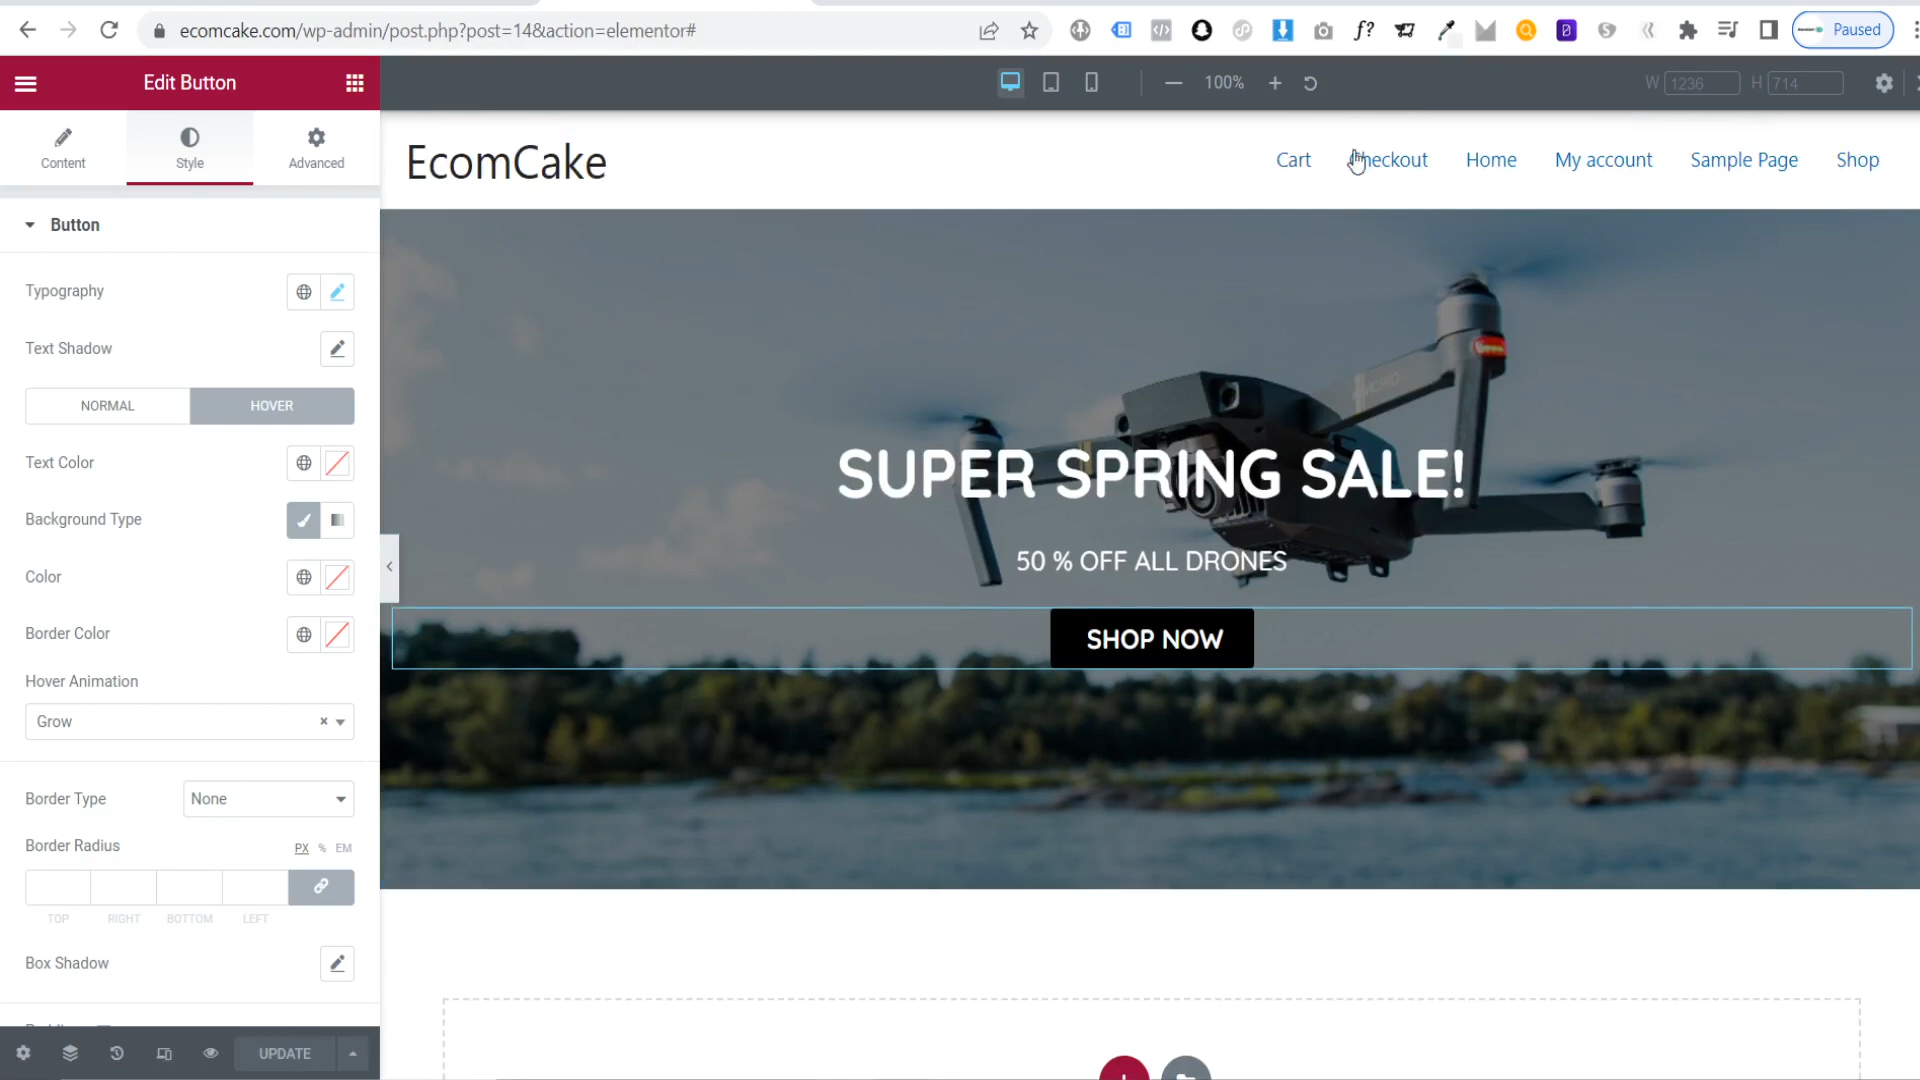 ecomcake.com/wp-admin/post.php?post=14&action=elementor#
f?
Paused
Edit Button
100%
W 1236 H 714
Content
Style
Advanced
EcomCake
Cart
Checkout
Home
My account
Sample Page
Shop
Button
Typography
Text Shadow
NORMAL
HOVER
Text Color
Background Type
Color
Border Color
Hover Animation
Grow
Border Type
None
Border Radius
PX % EM
TOP RIGHT BOTTOM LEFT
Box Shadow
UPDATE
SUPER SPRING SALE!
50 % OFF ALL DRONES
SHOP NOW